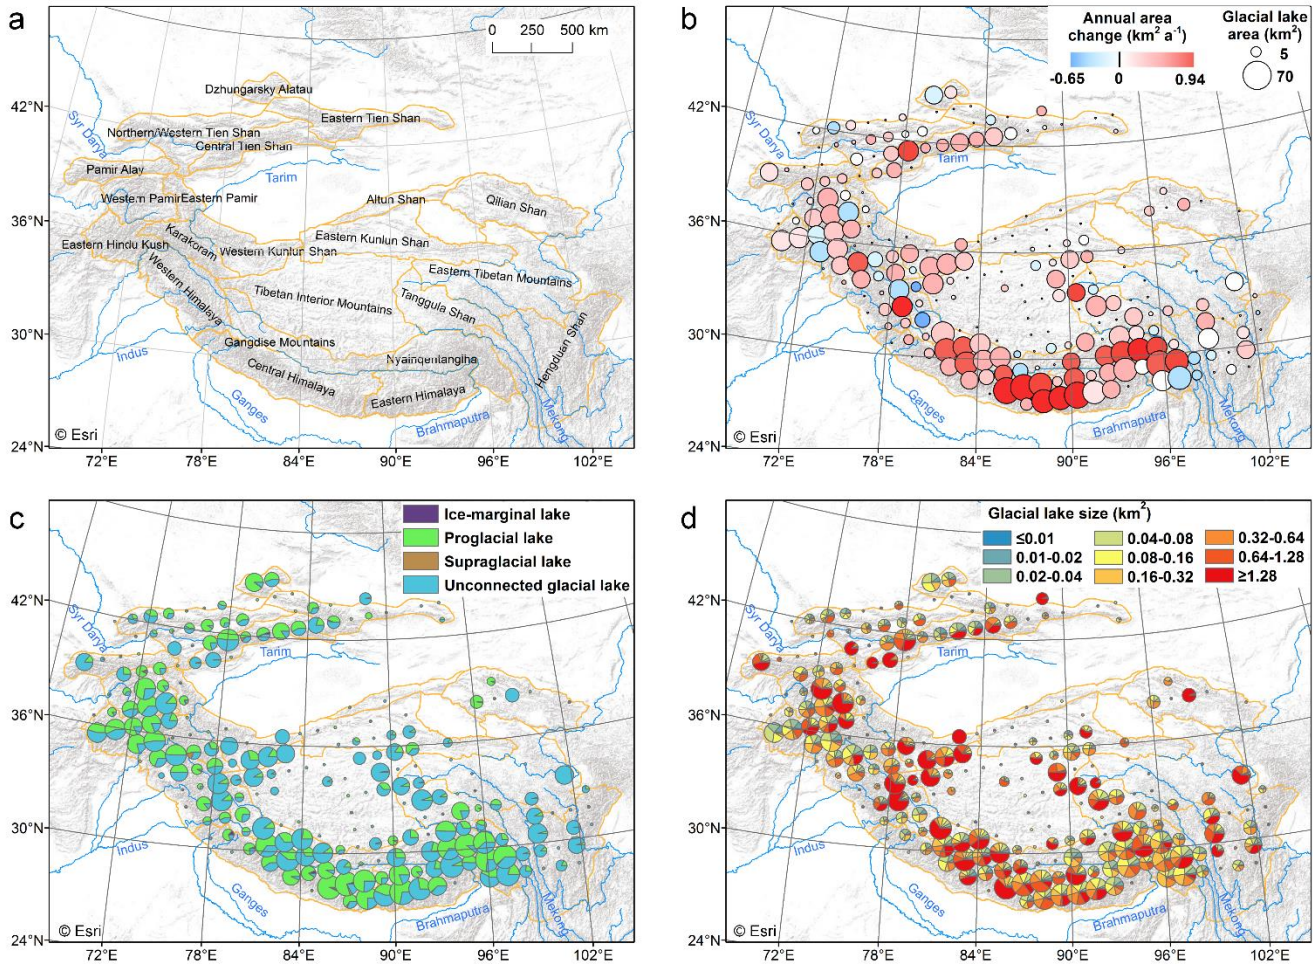 a
0 250 500 km
Dzhungarsky Alatau
42°N
Eastern Tien Shan
Syr Darya
Northern/Western Tien Shan
Central Tien Shan
Pamir Alay
Tarim
Western Pamir
Eastern Pamir
Altun Shan
Qilian Shan
36°N
Karakoram
Eastern Kunlun Shan
Eastern Hindu Kush
Western Kunlun Shan
Western Himalaya
Eastern Tibetan Mountains
Tibetan Interior Mountains
Tanggula Shan
30°N
Indus
Gangdise Mountains
Nyainqentanglha
Hengduan Shan
Central Himalaya
Eastern Himalaya
Ganges
Brahmaputra
Mekong
24°N
© Esri
72°E 78°E 84°E 90°E 96°E 102°E
b
Annual area
change (km² a⁻¹)
-0.65 0 0.94
Glacial lake
area (km²)
5
70
42°N
Syr Darya
Tarim
36°N
30°N
Indus
Ganges
Brahmaputra
Mekong
24°N
© Esri
72°E 78°E 84°E 90°E 96°E 102°E
c
Ice-marginal lake
Proglacial lake
Supraglacial lake
Unconnected glacial lake
42°N
Syr Darya
Tarim
36°N
30°N
Indus
Ganges
Brahmaputra
Mekong
24°N
© Esri
72°E 78°E 84°E 90°E 96°E 102°E
d
Glacial lake size (km²)
≤0.01 0.04-0.08 0.32-0.64
0.01-0.02 0.08-0.16 0.64-1.28
0.02-0.04 0.16-0.32 ≥1.28
42°N
Syr Darya
Tarim
36°N
30°N
Indus
Ganges
Brahmaputra
Mekong
24°N
© Esri
72°E 78°E 84°E 90°E 96°E 102°E